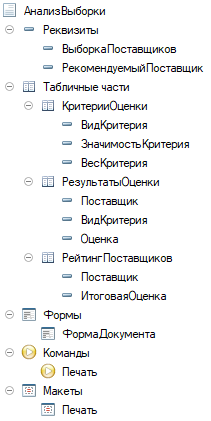 АнализВыборки
Реквизиты
ВыборкаПоставщиков
РекомендуемыйПоставщик
Табличные части
КритерииОценки
ВидКритерия
ЗначимостьКритерия
ВесКритерия
РезультатыОценки
Поставщик
ВидКритерия
Оценка
РейтингПоставщиков
Поставщик
ИтоговаяОценка
Формы
ФормаДокумента
Команды
Печать
Макеты
Печать